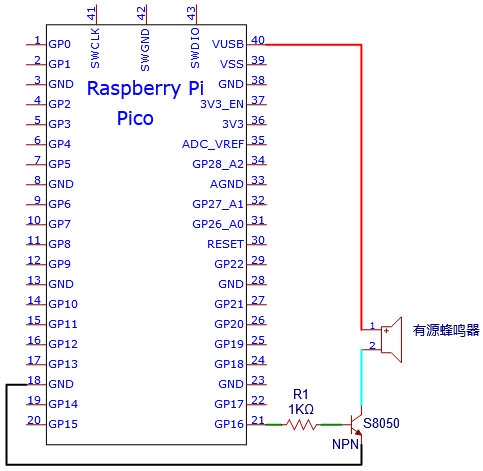 41 42 43
SWCLK SWGND SWDIO
1 GP0 VUSB 40
2 GP1 VSS 39
3 GND GND 38
Raspberry Pi
Pico
4 GP2 3V3_EN 37
5 GP3 3V3 36
6 GP4 ADC_VREF 35
7 GP5 GP28_A2 34
8 GND AGND 33
9 GP6 GP27_A1 32
10 GP7 GP26_A0 31
11 GP8 RESET 30
12 GP9 GP22 29
13 GND GND 28
14 GP10 GP21 27
15 GP11 GP20 26
16 GP12 GP19 25
17 GP13 GP18 24
18 GND GND 23
19 GP14 GP17 22
20 GP15 GP16 21
1 +
2
有源蜂鸣器
R1
1KΩ
S8050
NPN